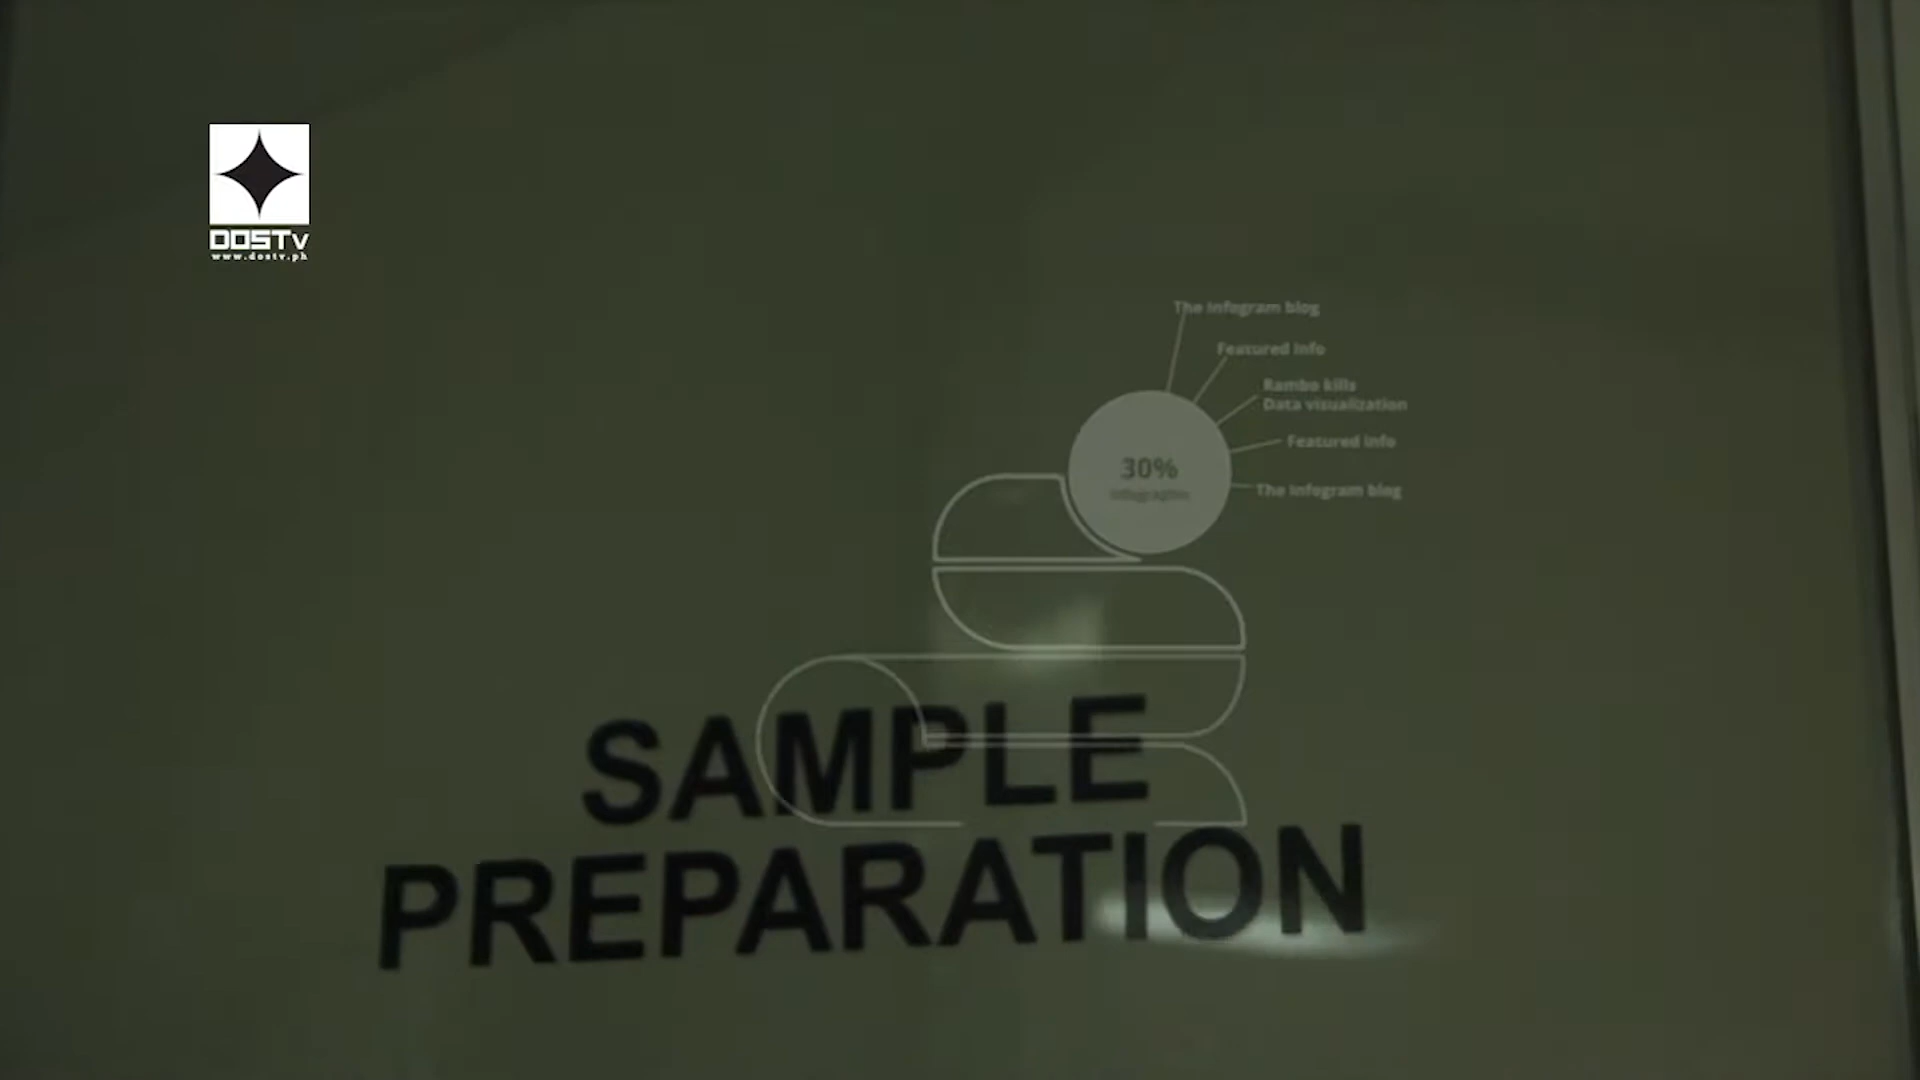 DOSTv
www.dostv.ph
The Infogram blog
Featured Info
Rambo kills
Data visualization
Featured Info
The Infogram blog
30%
Infographic
SAMPLE
PREPARATION